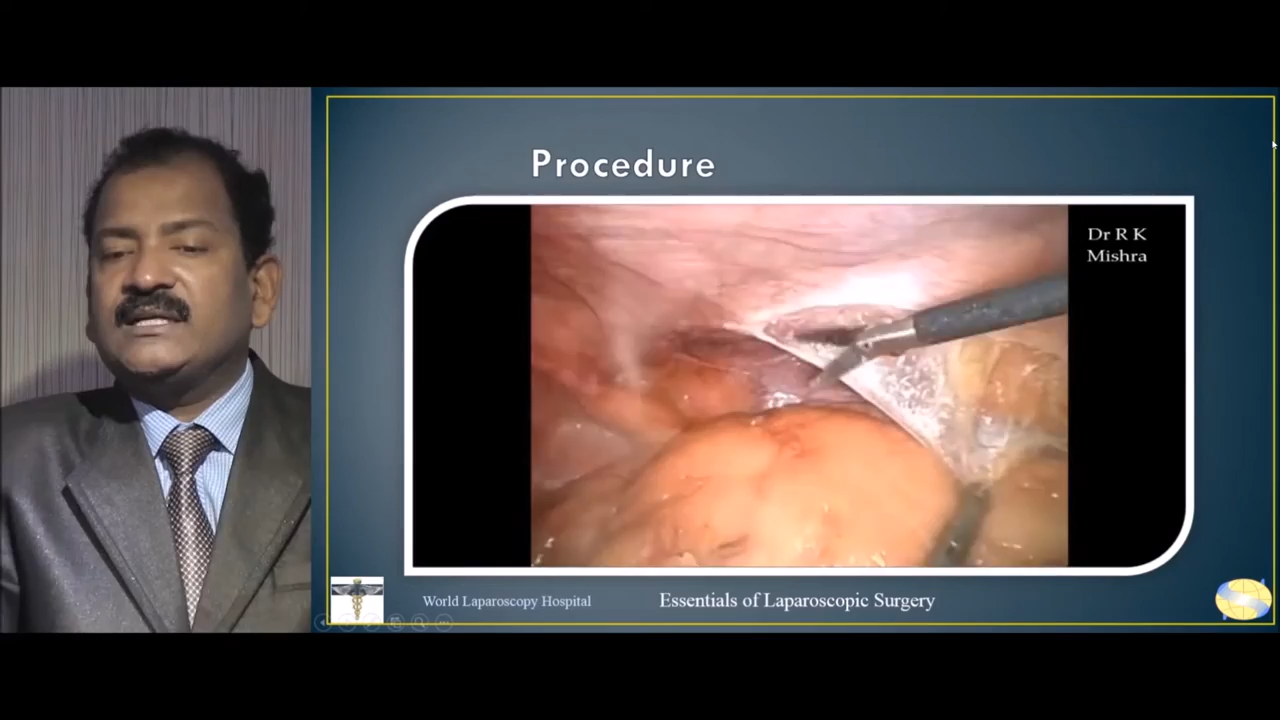 Procedure
Dr R K
Mishra
World Laparoscopy Hospital
Essentials of Laparoscopic Surgery